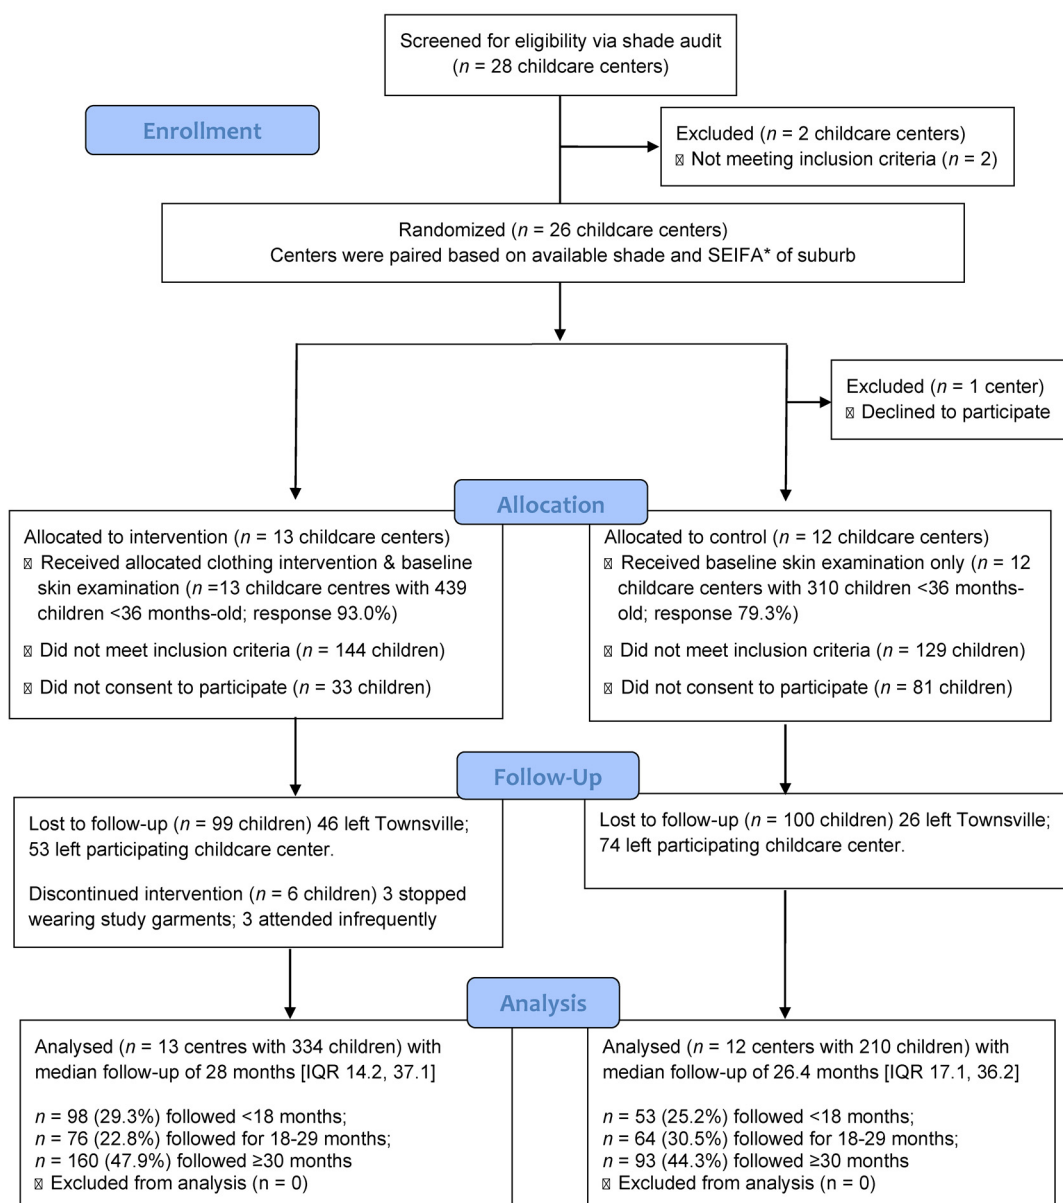 Screened for eligibility via shade audit
(n = 28 childcare centers)
Enrollment
Excluded (n = 2 childcare centers)
Not meeting inclusion criteria (n = 2)
Randomized (n = 26 childcare centers)
Centers were paired based on available shade and SEIFA* of suburb
Excluded (n = 1 center)
Declined to participate
Allocation
Allocated to intervention (n = 13 childcare centers)
Received allocated clothing intervention & baseline
skin examination (n =13 childcare centres with 439
children <36 months-old; response 93.0%)
Did not meet inclusion criteria (n = 144 children)
Did not consent to participate (n = 33 children)
Allocated to control (n = 12 childcare centers)
Received baseline skin examination only (n = 12
childcare centers with 310 children <36 months-
old; response 79.3%)
Did not meet inclusion criteria (n = 129 children)
Did not consent to participate (n = 81 children)
Follow-Up
Lost to follow-up (n = 99 children) 46 left Townsville;
53 left participating childcare center.
Discontinued intervention (n = 6 children) 3 stopped
wearing study garments; 3 attended infrequently
Lost to follow-up (n = 100 children) 26 left Townsville;
74 left participating childcare center.
Analysis
Analysed (n = 13 centres with 334 children) with
median follow-up of 28 months [IQR 14.2, 37.1]
n = 98 (29.3%) followed <18 months;
n = 76 (22.8%) followed for 18-29 months;
n = 160 (47.9%) followed ≥30 months
Excluded from analysis (n = 0)
Analysed (n = 12 centers with 210 children) with
median follow-up of 26.4 months [IQR 17.1, 36.2]
n = 53 (25.2%) followed <18 months;
n = 64 (30.5%) followed for 18-29 months;
n = 93 (44.3%) followed ≥30 months
Excluded from analysis (n = 0)